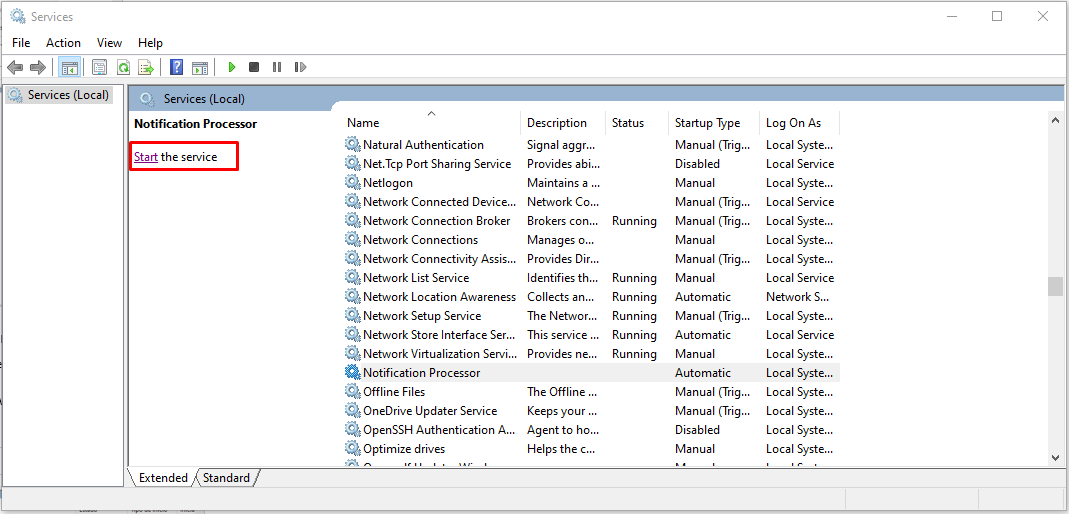 Services
File Action View Help
Services (Local)
Services (Local)
Notification Processor
Start the service
Name Description Status Startup Type Log On As
Natural Authentication Signal aggr... Manual (Trig... Local Syste...
Net.Tcp Port Sharing Service Provides abi... Disabled Local Service
Netlogon Maintains a ... Manual Local Syste...
Network Connected Device... Network Co... Manual (Trig... Local Service
Network Connection Broker Brokers con... Running Manual (Trig... Local Syste...
Network Connections Manages o... Manual Local Syste...
Network Connectivity Assis... Provides Dir... Manual (Trig... Local Syste...
Network List Service Identifies th... Running Manual Local Service
Network Location Awareness Collects an... Running Automatic Network S...
Network Setup Service The Networ... Running Manual (Trig... Local Syste...
Network Store Interface Ser... This service ... Running Automatic Local Service
Network Virtualization Servi... Provides ne... Running Manual Local Syste...
Notification Processor Automatic Local Syste...
Offline Files The Offline ... Manual (Trig... Local Syste...
OneDrive Updater Service Keeps your ... Manual (Trig... Local Syste...
OpenSSH Authentication A... Agent to ho... Disabled Local Syste...
Optimize drives Helps the c... Manual Local Syste...
Extended Standard